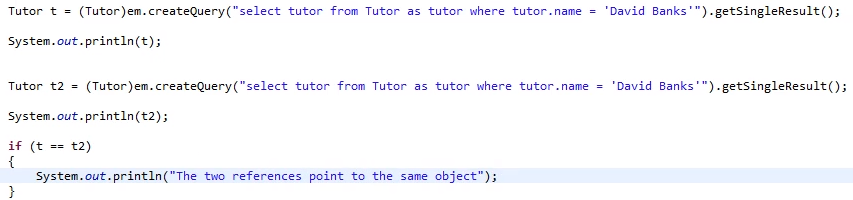 Tutor t = (Tutor)em.createQuery("select tutor from Tutor as tutor where tutor.name = 'David Banks'").getSingleResult();
System.out.println(t);
Tutor t2 = (Tutor)em.createQuery("select tutor from Tutor as tutor where tutor.name = 'David Banks'").getSingleResult();
System.out.println(t2);
if (t == t2)
{
    System.out.println("The two references point to the same object");
}